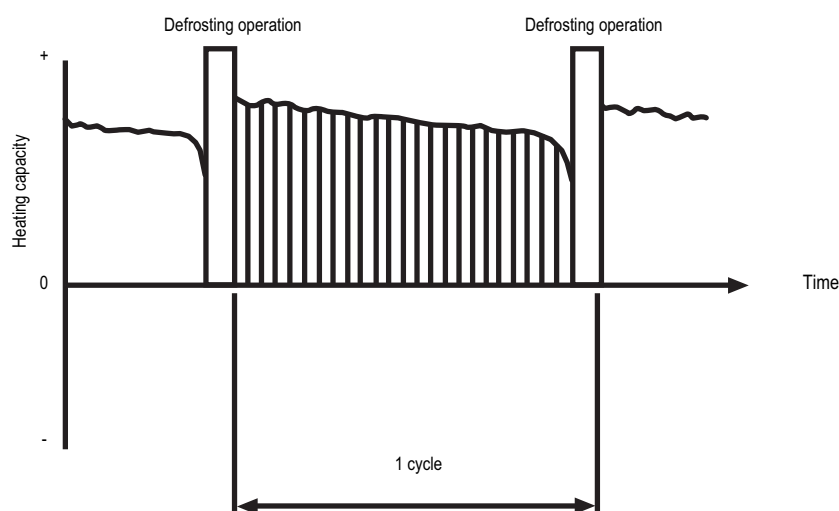 Defrosting operation
Defrosting operation
+
Heating capacity
0
Time
-
1 cycle